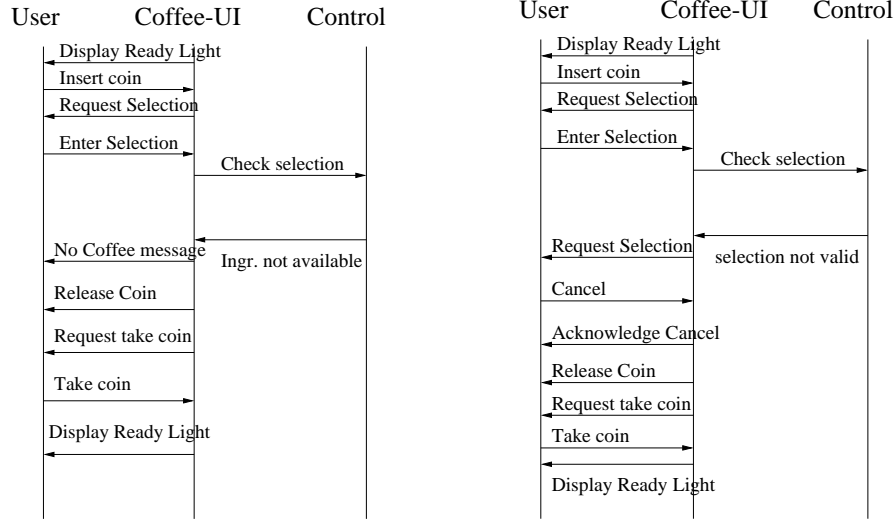 User Coffee-UI Control
Display Ready Light
Insert coin
Request Selection
Enter Selection
Check selection
No Coffee message
Ingr. not available
Release Coin
Request take coin
Take coin
Display Ready Light
User Coffee-UI Control
Display Ready Light
Insert coin
Request Selection
Enter Selection
Check selection
Request Selection
selection not valid
Cancel
Acknowledge Cancel
Release Coin
Request take coin
Take coin
Display Ready Light